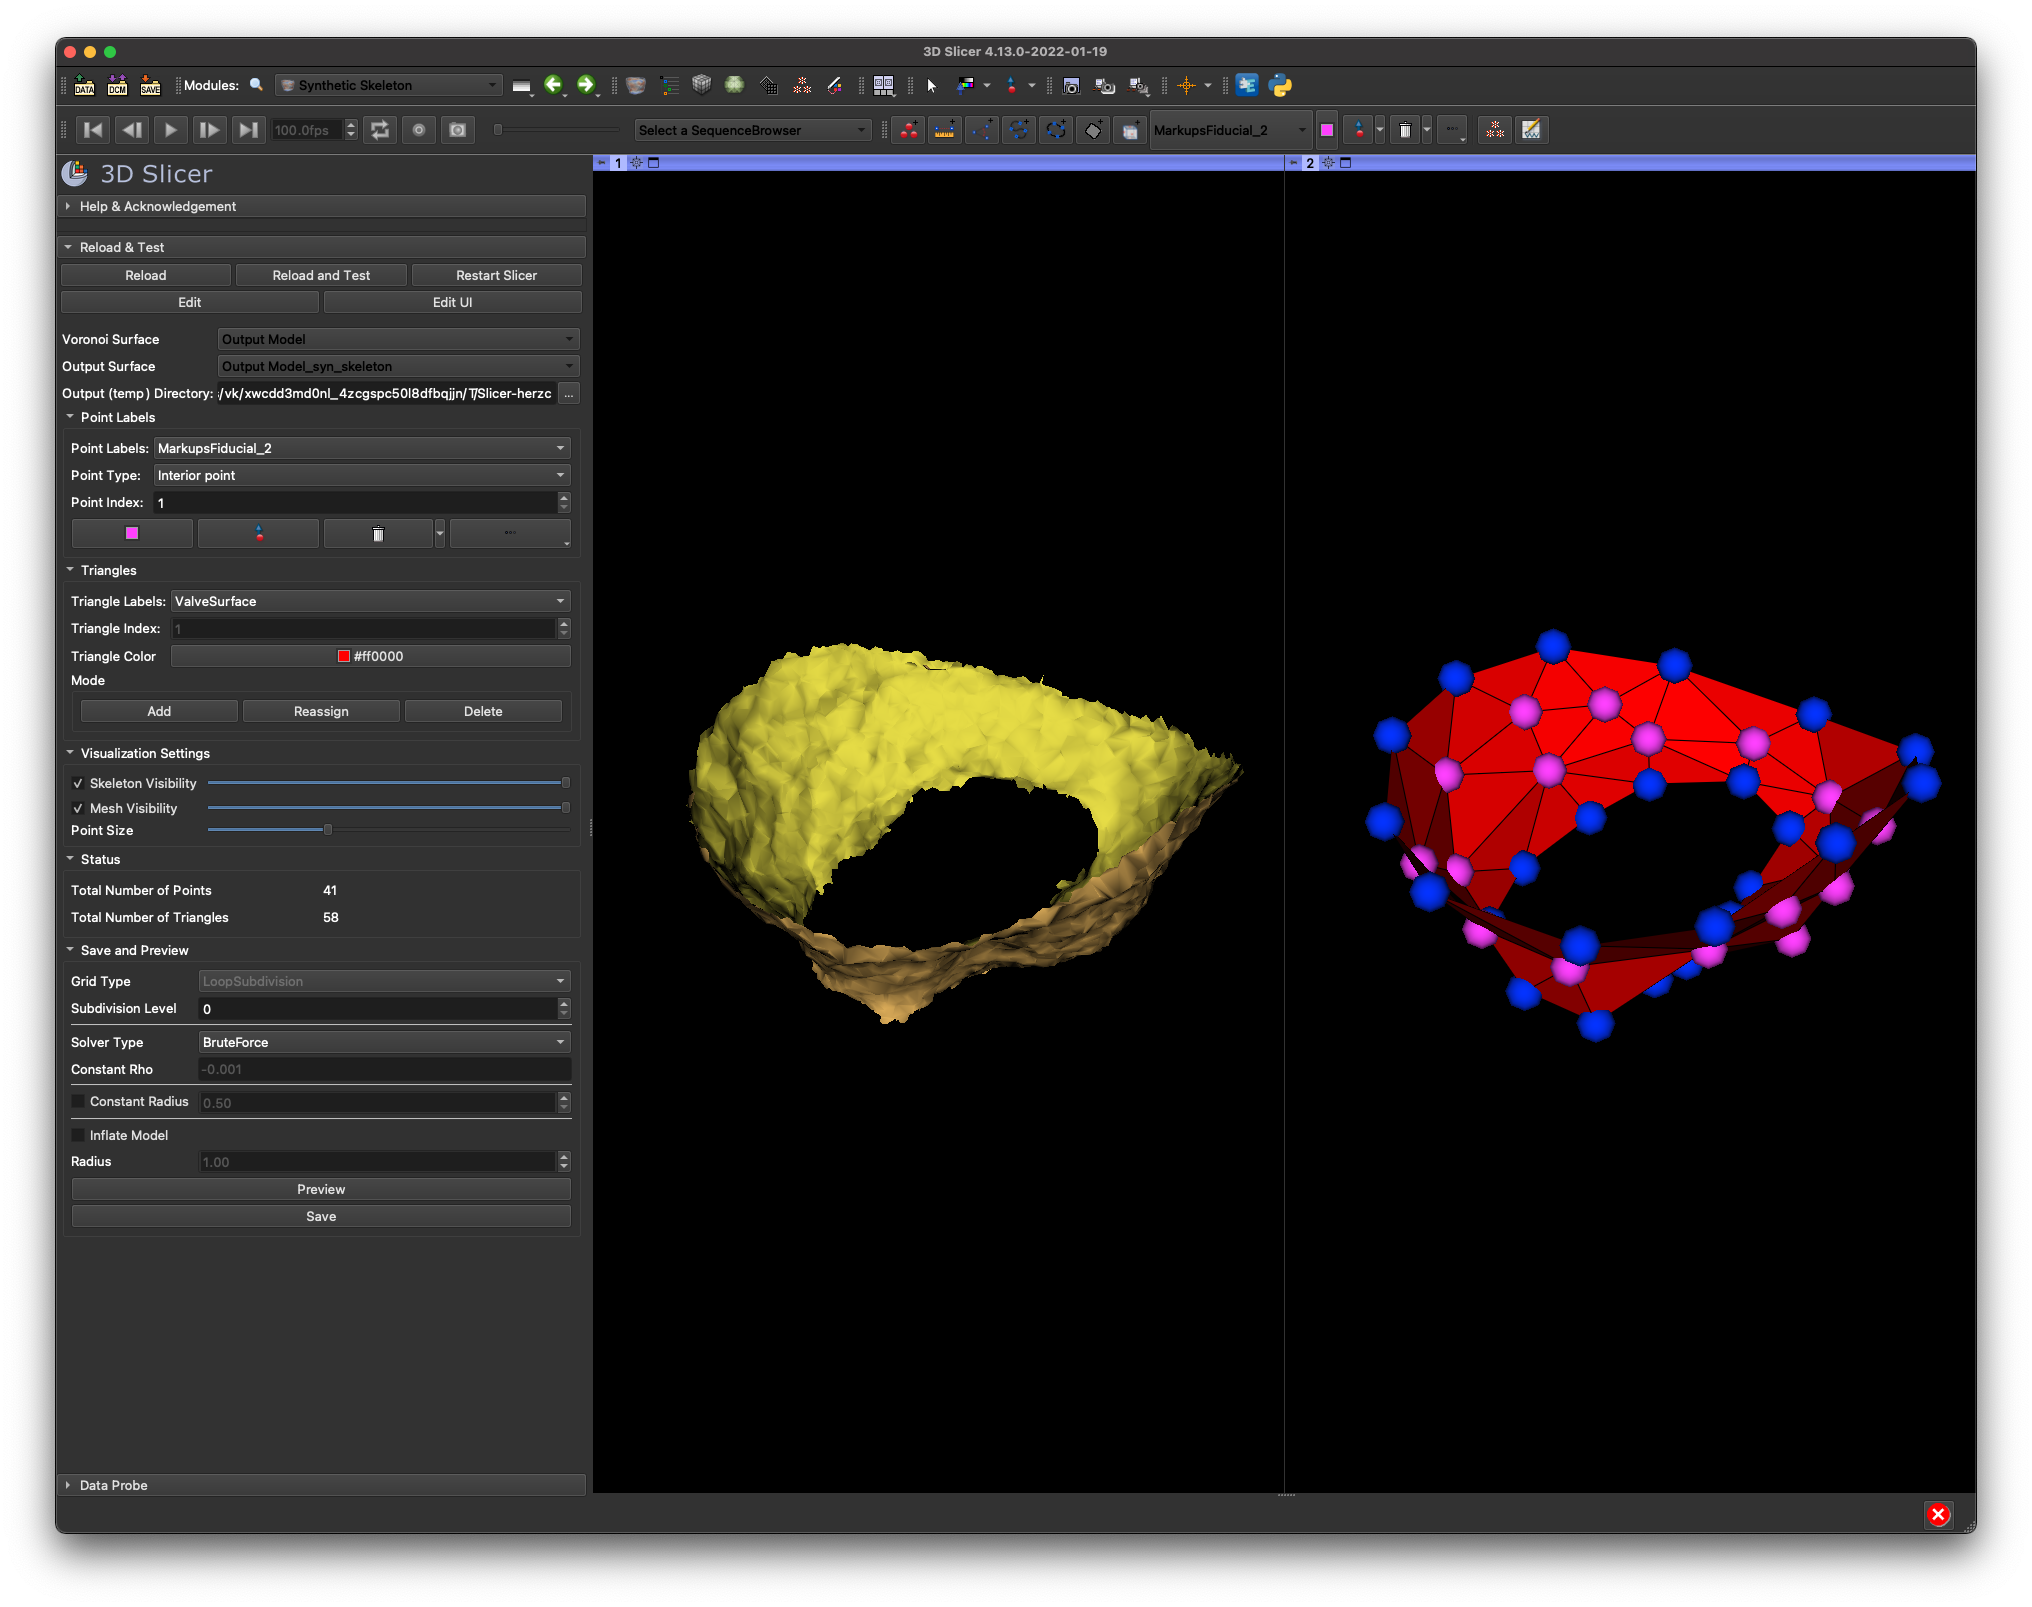 3D Slicer 4.13.0-2022-01-19
DATA DCM SAVE Modules: Synthetic Skeleton
100.0fps Select a SequenceBrowser MarkupsFiducial_2
3D Slicer
1
2
Help & Acknowledgement
Reload & Test
Reload Reload and Test Restart Slicer
Edit Edit UI
Voronoi Surface Output Model
Output Surface Output Model_syn_skeleton
Output (temp) Directory: /vk/xwcdd3md0nl_4zcgspc50l8dfbqjjn/T/Slicer-herzc ...
Point Labels
Point Labels: MarkupsFiducial_2
Point Type: Interior point
Point Index: 1
Triangles
Triangle Labels: ValveSurface
Triangle Index: 1
Triangle Color #ff0000
Mode
Add Reassign Delete
Visualization Settings
Skeleton Visibility
Mesh Visibility
Point Size
Status
Total Number of Points 41
Total Number of Triangles 58
Save and Preview
Grid Type LoopSubdivision
Subdivision Level 0
Solver Type BruteForce
Constant Rho -0.001
Constant Radius 0.50
Inflate Model
Radius 1.00
Preview
Save
Data Probe